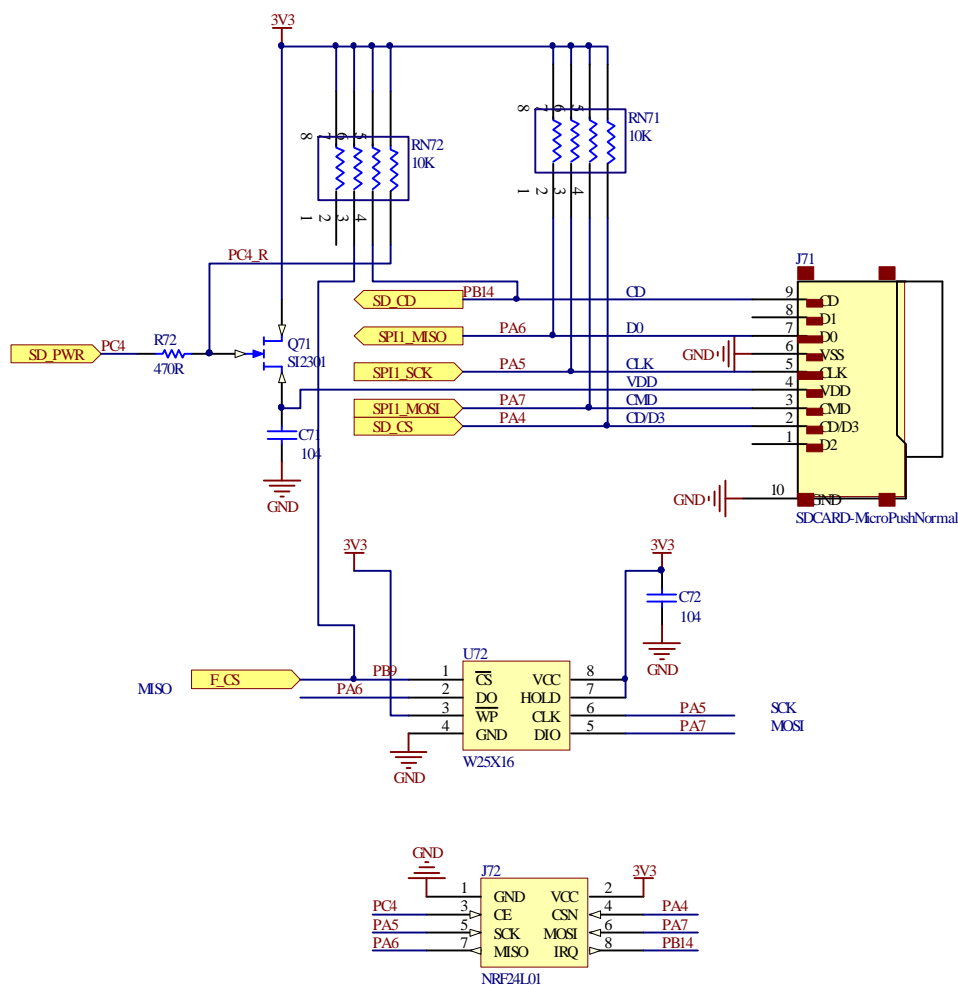 3V3
8 7 6 5
RN72
10K
1 2 3 4
8 7 6 5
RN71
10K
1 2 3 4
PC4_R
J71
SD_CD PB14 CD 9 CD
8 D1
SPI1_MISO PA6 D0 7 D0
SD_PWR PC4 R72 470R
Q71
SI2301
GND 6 VSS
SPI1_SCK PA5 CLK 5 CLK
VDD 4 VDD
SPI1_MOSI PA7 CMD 3 CMD
SD_CS PA4 CD/D3 2 CD/D3
1 D2
C71
104
GND
GND 10 GND
SDCARD-MicroPushNormal
3V3
3V3
C72
104
GND
U72
F_CS PB9 1 CS VCC 8
MISO PA6 2 DO HOLD 7
3 WP CLK 6 PA5 SCK
4 GND DIO 5 PA7 MOSI
GND
W25X16
GND
J72
3V3
1 GND VCC 2
PC4 3 CE CSN 4 PA4
PA5 5 SCK MOSI 6 PA7
PA6 7 MISO IRQ 8 PB14
NRF24L01